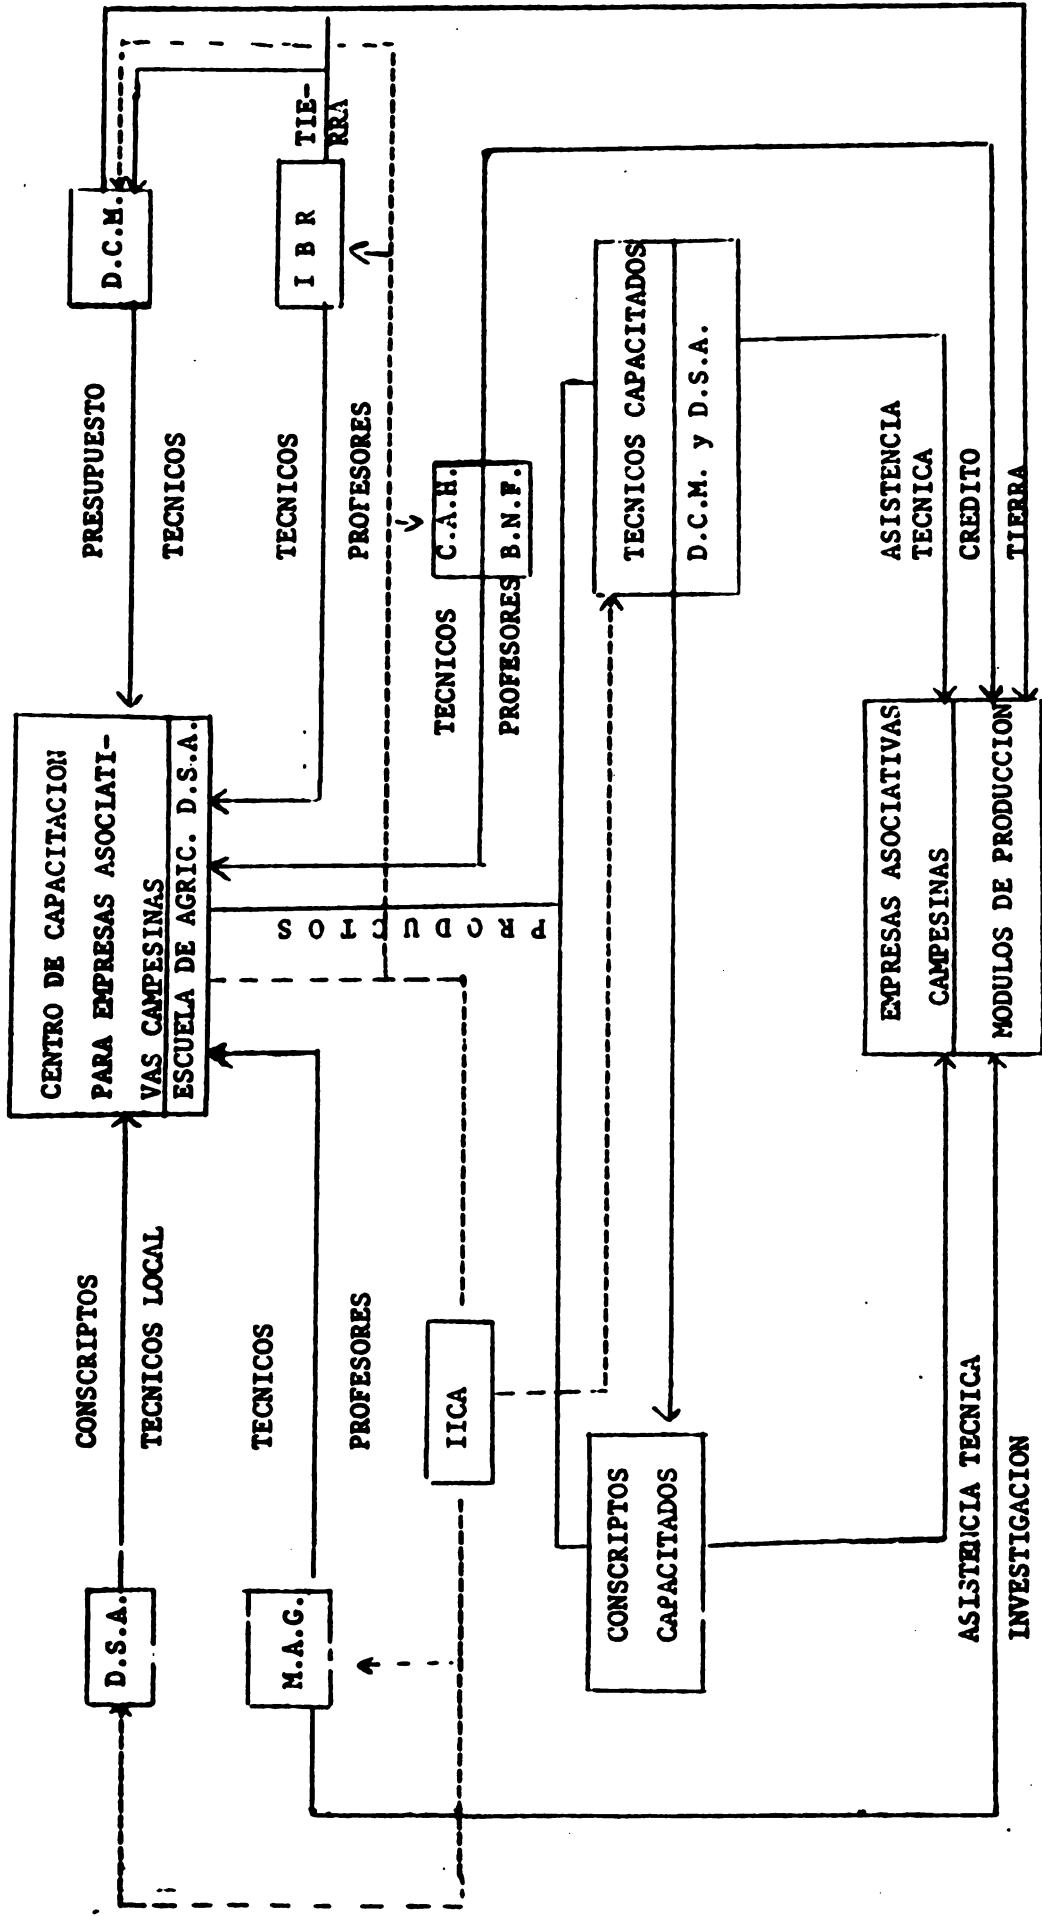 CENTRO DE CAPACITACION
PARA EMPRESAS ASOCIATI-
VAS CAMPESINAS
ESCUELA DE AGRIC. D.S.A.
D.S.A.
CONSCRIPTOS
TECNICOS LOCAL
PRESUPUESTO
TECNICOS
D.C.M.
M.A.G.
TECNICOS
PROFESORES
TECNICOS
PROFESORES
I B R
TIE-
RRA
IICA
PRODUCTOS
TECNICOS
PROFESORES
C.A.H.
B.N.F.
CONSCRIPTOS
CAPACITADOS
TECNICOS CAPACITADOS
D.C.M. y D.S.A.
ASISTENCIA TECNICA
INVESTIGACION
EMPRESAS ASOCIATIVAS
CAMPESINAS
MODULOS DE PRODUCCION
ASISTENCIA
TECNICA
CREDITO
TIERRA